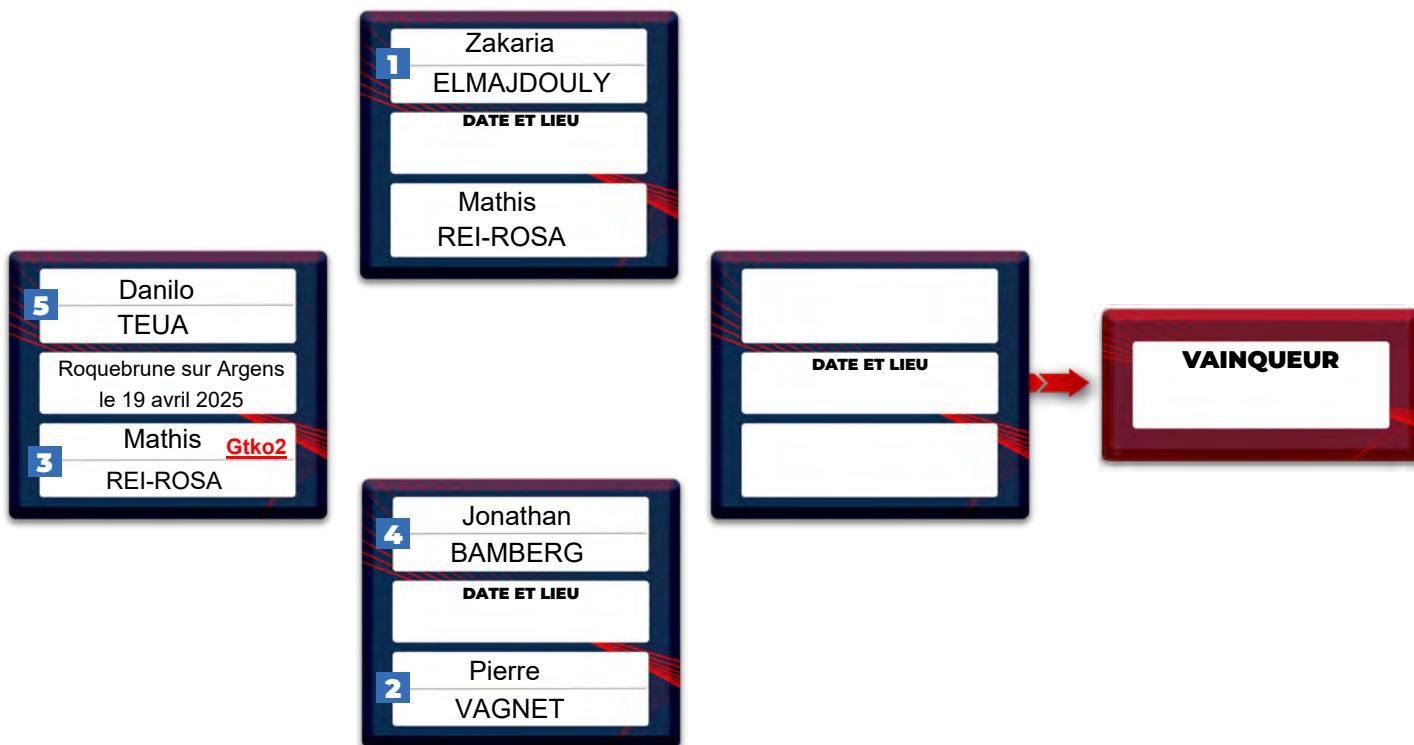 1
Zakaria
ELMAJDOULY
DATE ET LIEU
Mathis
REI-ROSA
5
Danilo
TEUA
Roquebrune sur Argens
le 19 avril 2025
3
Mathis Gtko2
REI-ROSA
4
Jonathan
BAMBERG
DATE ET LIEU
2
Pierre
VAGNET
DATE ET LIEU
VAINQUEUR